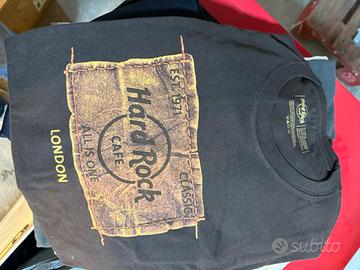 EST 1971
Hard Rock
CAFE
CLASSIC
ALL IS ONE
LONDON
subito